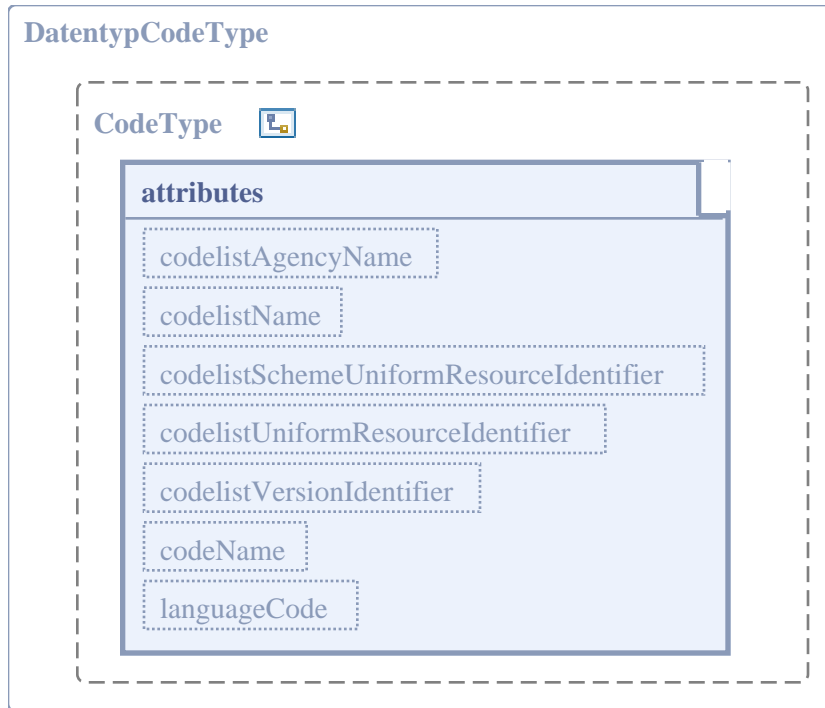 DatentypCodeType
CodeType
attributes
codelistAgencyName
codelistName
codelistSchemeUniformResourceIdentifier
codelistUniformResourceIdentifier
codelistVersionIdentifier
codeName
languageCode